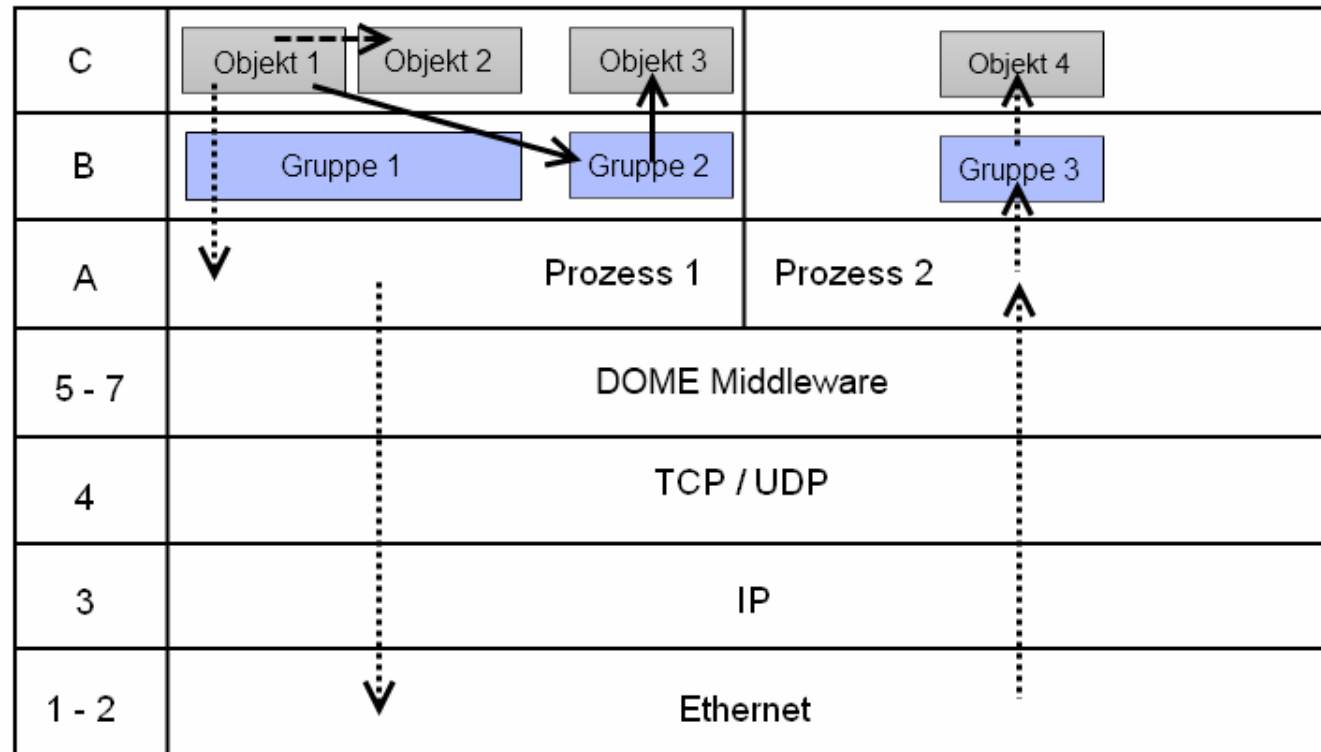 C
Objekt 1
Objekt 2
Objekt 3
Objekt 4
B
Gruppe 1
Gruppe 2
Gruppe 3
A
Prozess 1
Prozess 2
5 - 7
DOME Middleware
4
TCP / UDP
3
IP
1 - 2
Ethernet